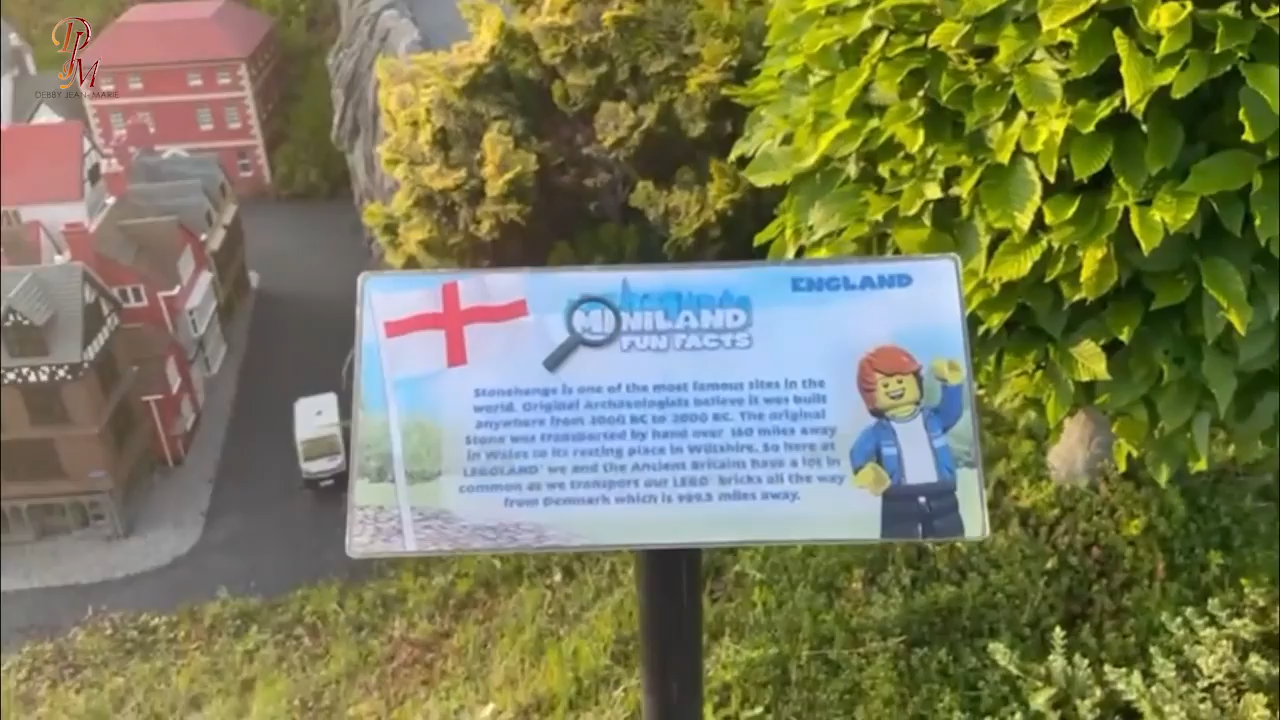 DJM
DEBBY JEAN-MARIE
ENGLAND
MINILAND
FUN FACTS
Stonehenge is one of the most famous sites in the
world. Original Archaeologists believe it was built
anywhere from 3000 BC to 2000 BC. The original
Stone was transported by hand over 160 miles away
in Wales to its resting place in Wiltshire. So here at
LEGOLAND we and the Ancient Britains have a lot in
common as we transport our LEGO bricks all the way
from Denmark which is 989.5 miles away.